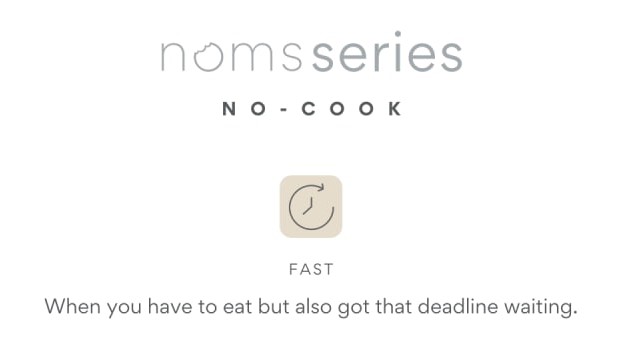 nomsseries
NO-COOK
FAST
When you have to eat but also got that deadline waiting.